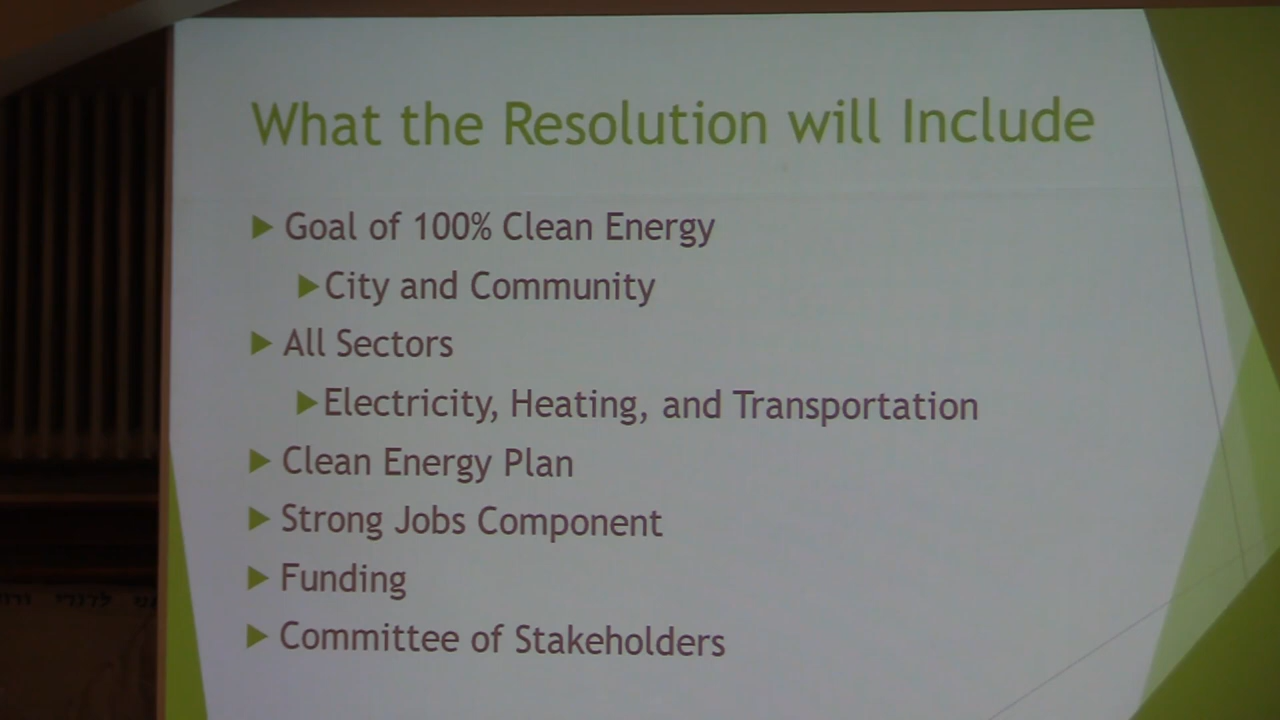 What the Resolution will Include
Goal of 100% Clean Energy
City and Community
All Sectors
Electricity, Heating, and Transportation
Clean Energy Plan
Strong Jobs Component
Funding
Committee of Stakeholders